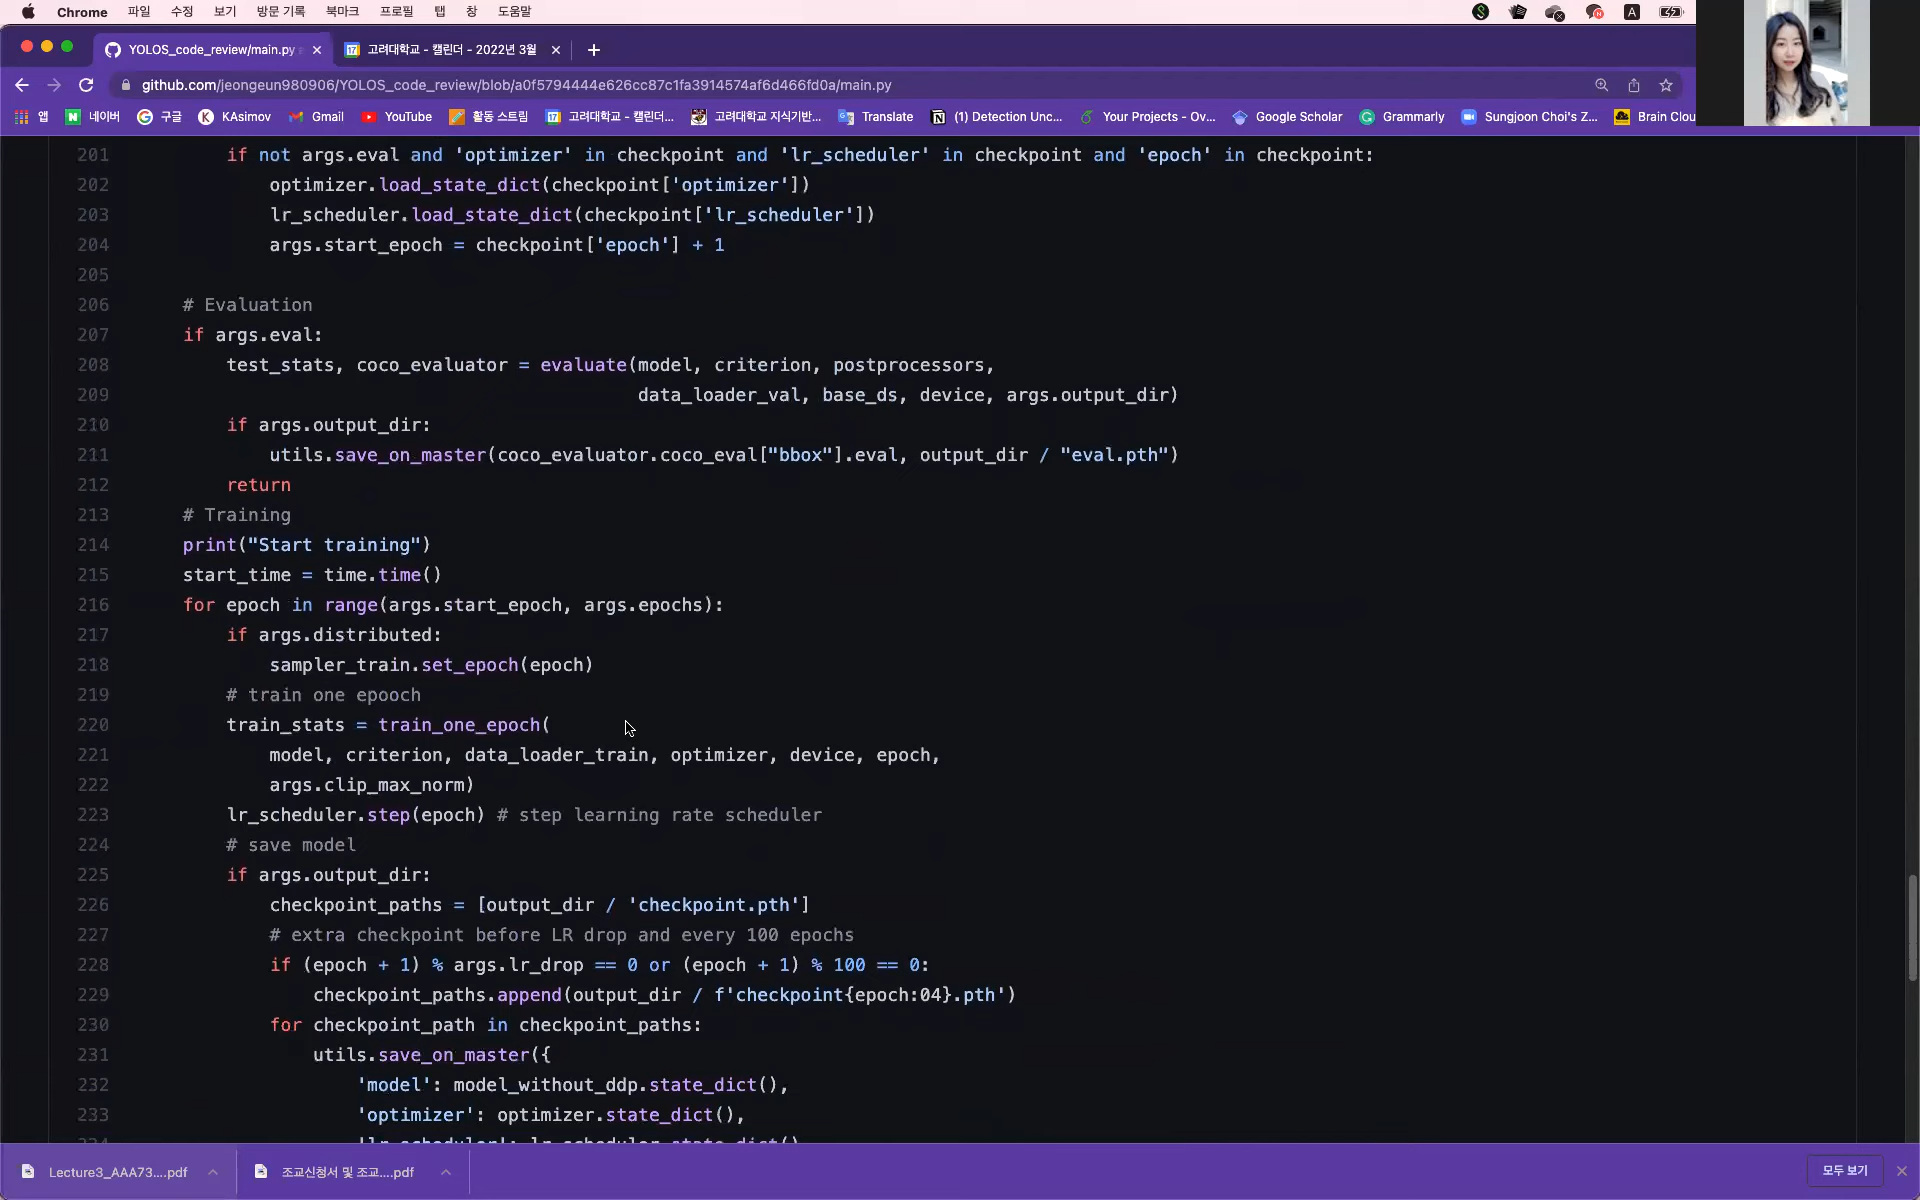 Chrome 파일 수정 보기 방문 기록 북마크 프로필 탭 창 도움말 A
YOLOS_code_review/main.py 17 고려대학교 - 캘린더 - 2022년 3월
github.com/jeongeun980906/YOLOS_code_review/blob/a0f5794444e626cc87c1fa3914574af6d466fd0a/main.py
앱 네이버 구글 KAsimov Gmail YouTube 활동 스트림 고려대학교 - 캘린더... 고려대학교 지식기반... Translate (1) Detection Unc... Your Projects - Ov... Google Scholar Grammarly Sungjoon Choi's Z... Brain Clou
201 if not args.eval and 'optimizer' in checkpoint and 'lr_scheduler' in checkpoint and 'epoch' in checkpoint:
202 optimizer.load_state_dict(checkpoint['optimizer'])
203 lr_scheduler.load_state_dict(checkpoint['lr_scheduler'])
204 args.start_epoch = checkpoint['epoch'] + 1
205
206 # Evaluation
207 if args.eval:
208 test_stats, coco_evaluator = evaluate(model, criterion, postprocessors,
209 data_loader_val, base_ds, device, args.output_dir)
210 if args.output_dir:
211 utils.save_on_master(coco_evaluator.coco_eval["bbox"].eval, output_dir / "eval.pth")
212 return
213 # Training
214 print("Start training")
215 start_time = time.time()
216 for epoch in range(args.start_epoch, args.epochs):
217 if args.distributed:
218 sampler_train.set_epoch(epoch)
219 # train one epooch
220 train_stats = train_one_epoch(
221 model, criterion, data_loader_train, optimizer, device, epoch,
222 args.clip_max_norm)
223 lr_scheduler.step(epoch) # step learning rate scheduler
224 # save model
225 if args.output_dir:
226 checkpoint_paths = [output_dir / 'checkpoint.pth']
227 # extra checkpoint before LR drop and every 100 epochs
228 if (epoch + 1) % args.lr_drop == 0 or (epoch + 1) % 100 == 0:
229 checkpoint_paths.append(output_dir / f'checkpoint{epoch:04}.pth')
230 for checkpoint_path in checkpoint_paths:
231 utils.save_on_master({
232 'model': model_without_ddp.state_dict(),
233 'optimizer': optimizer.state_dict(),
234 'lr_scheduler': lr_scheduler.state_dict(),
Lecture3_AAA73....pdf 조교신청서 및 조교....pdf 모두 보기